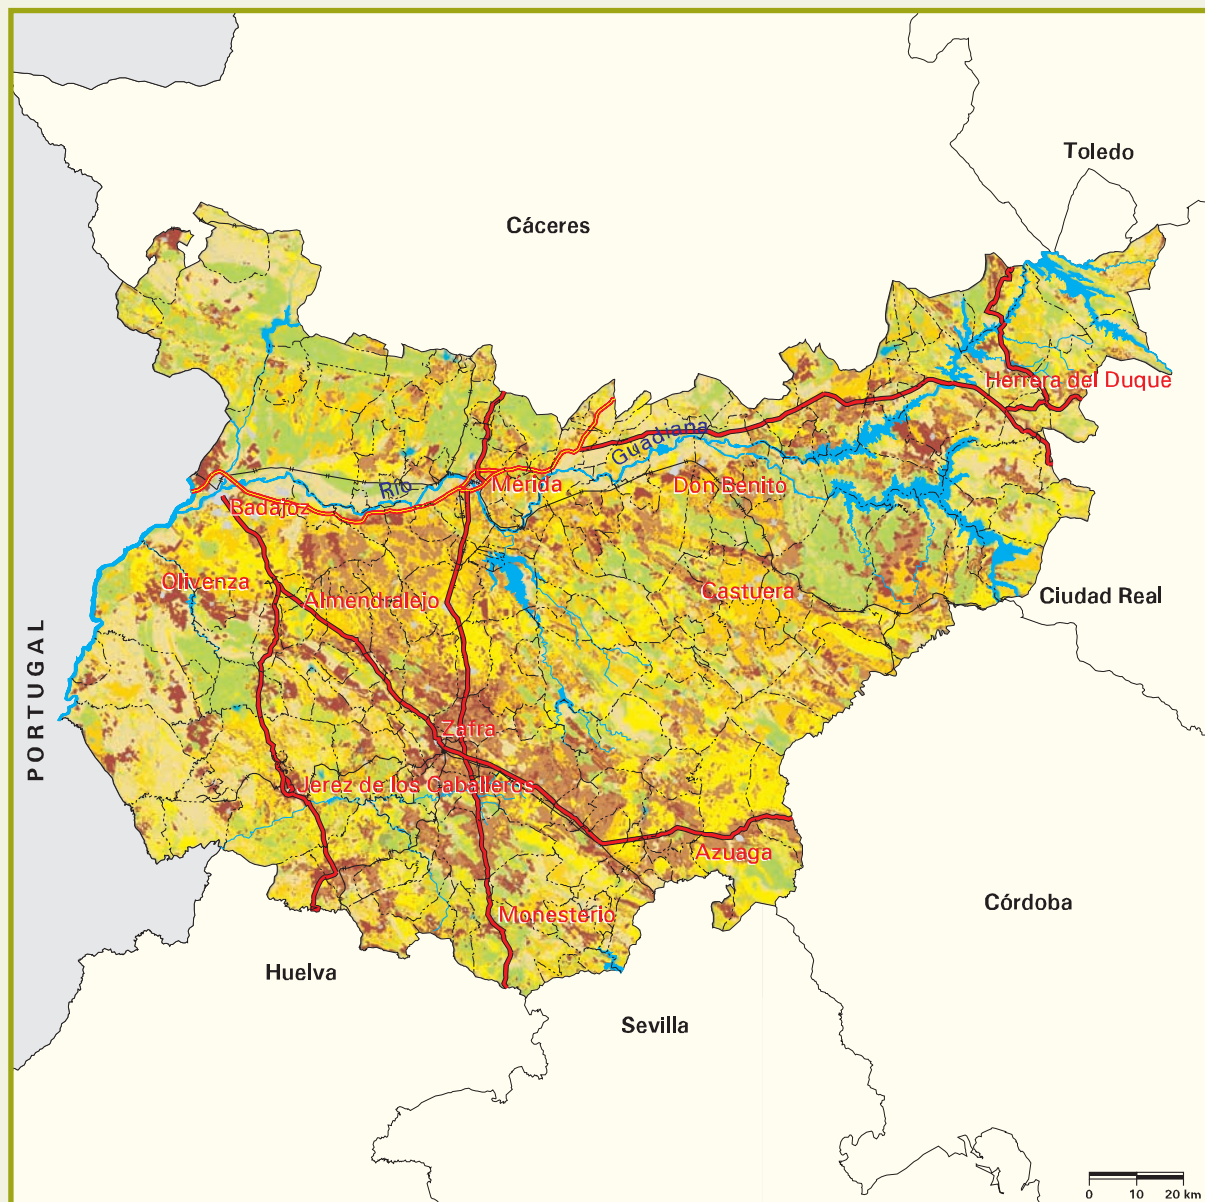 Toledo
Cáceres
Herrera del Duque
Río
Guadiana
Mérida
Don Benito
Badajoz
Olivenza
Almendralejo
Castuera
Ciudad Real
PORTUGAL
Zafra
Jerez de los Caballeros
Azuaga
Monesterio
Córdoba
Huelva
Sevilla
0 10 20 km